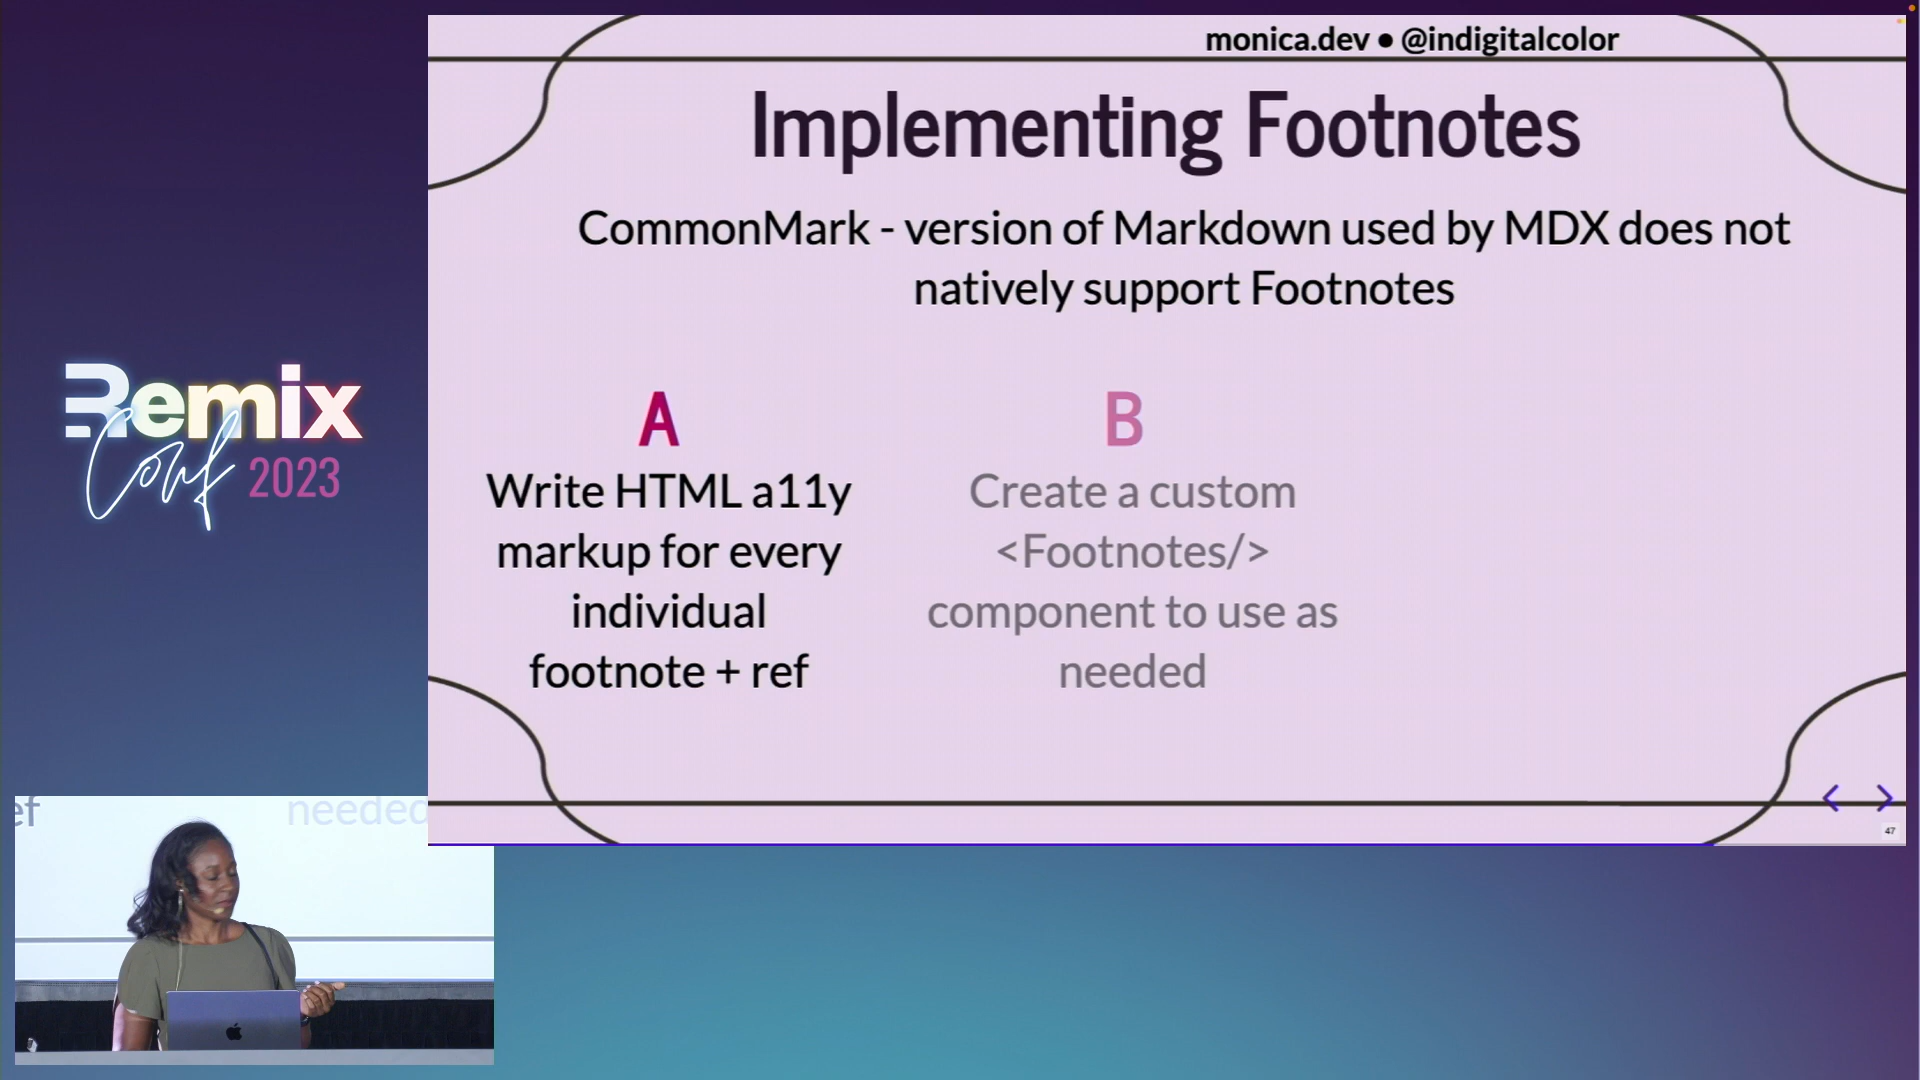 monica.dev ● @indigitalcolor
Implementing Footnotes
CommonMark - version of Markdown used by MDX does not
natively support Footnotes
A
Write HTML a11y
markup for every
individual
footnote + ref
B
Create a custom
<Footnotes/>
component to use as
needed
47
Remix
Conf 2023
ef
needed